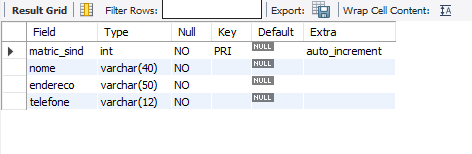 Result Grid Filter Rows: Export: Wrap Cell Content: IA
Field Type Null Key Default Extra
matric_sind int NO PRI NULL auto_increment
nome varchar(40) NO NULL
endereco varchar(50) NO NULL
telefone varchar(12) NO NULL